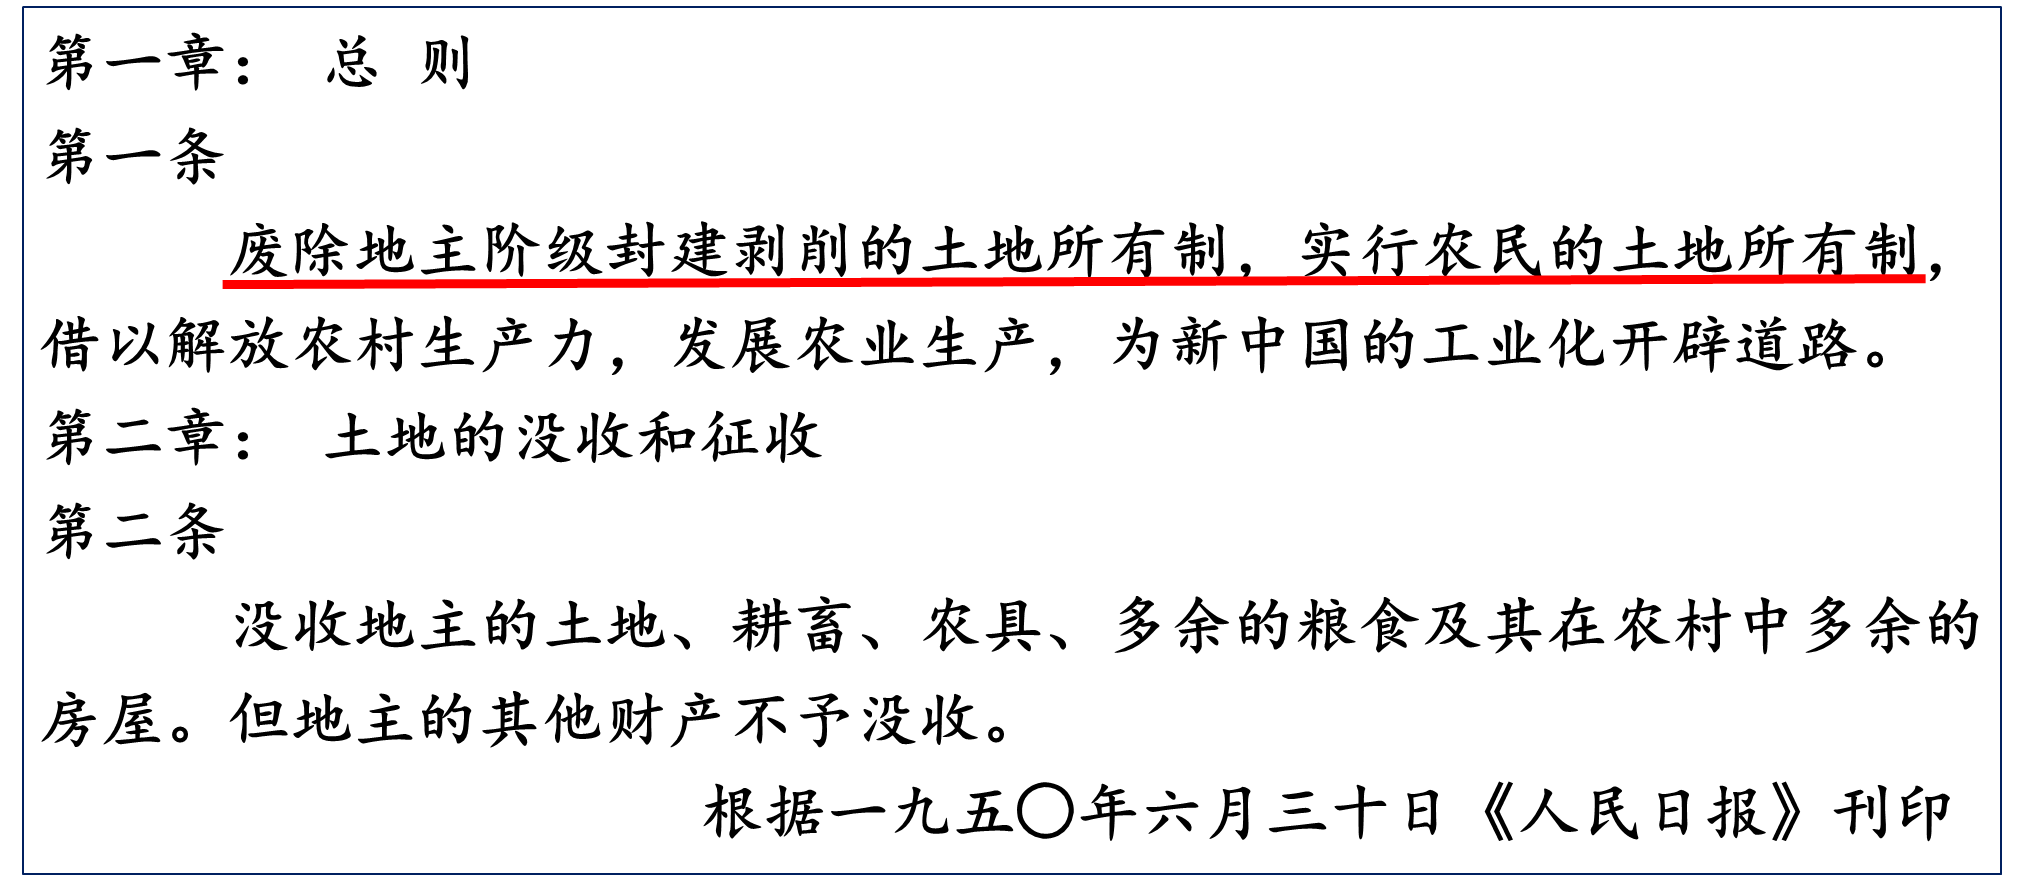 第一章： 总 则
第一条
废除地主阶级封建剥削的土地所有制，实行农民的土地所有制，
借以解放农村生产力，发展农业生产，为新中国的工业化开辟道路。
第二章： 土地的没收和征收
第二条
没收地主的土地、耕畜、农具、多余的粮食及其在农村中多余的
房屋。但地主的其他财产不予没收。
根据一九五〇年六月三十日《人民日报》刊印